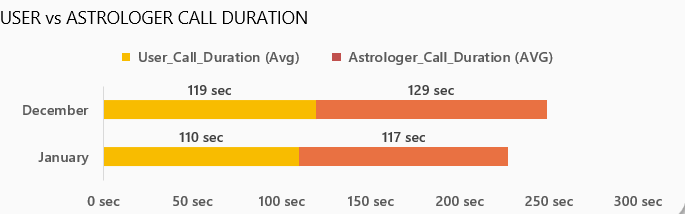 USER vs ASTROLOGER CALL DURATION
User_Call_Duration (Avg) Astrologer_Call_Duration (AVG)
119 sec 129 sec
December
110 sec 117 sec
January
0 sec 50 sec 100 sec 150 sec 200 sec 250 sec 300 sec